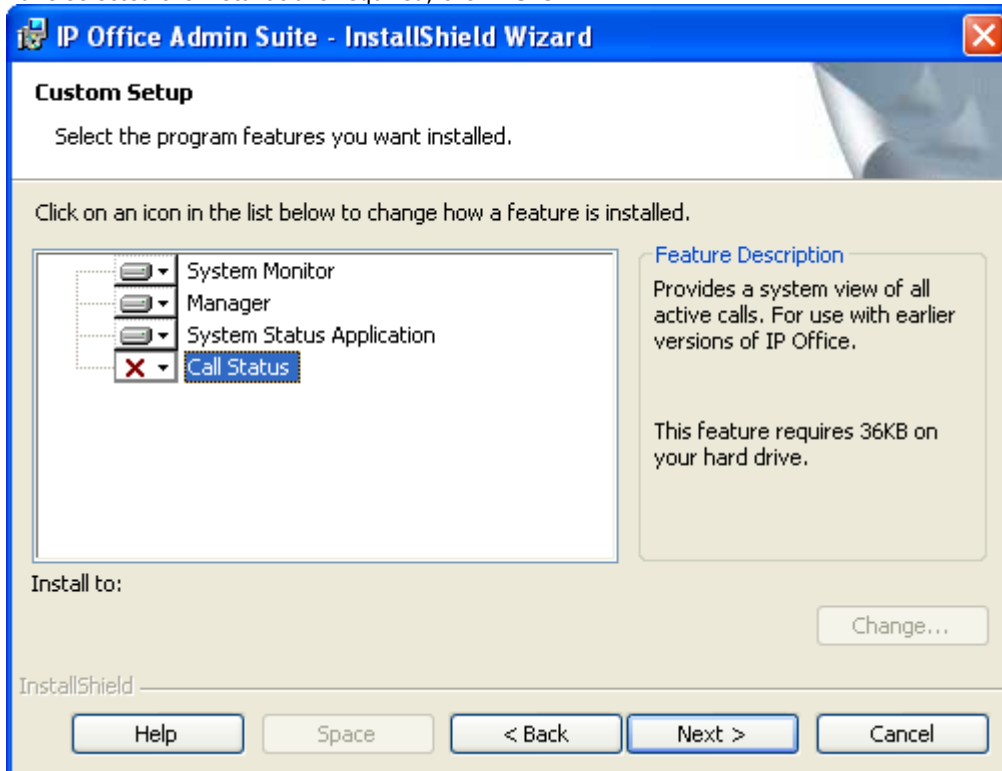 IP Office Admin Suite - InstallShield Wizard
Custom Setup
Select the program features you want installed.
Click on an icon in the list below to change how a feature is installed.
System Monitor
Manager
System Status Application
Call Status
Feature Description
Provides a system view of all
active calls. For use with earlier
versions of IP Office.
This feature requires 36KB on
your hard drive.
Install to:
Change...
InstallShield
Help
Space
< Back
Next >
Cancel